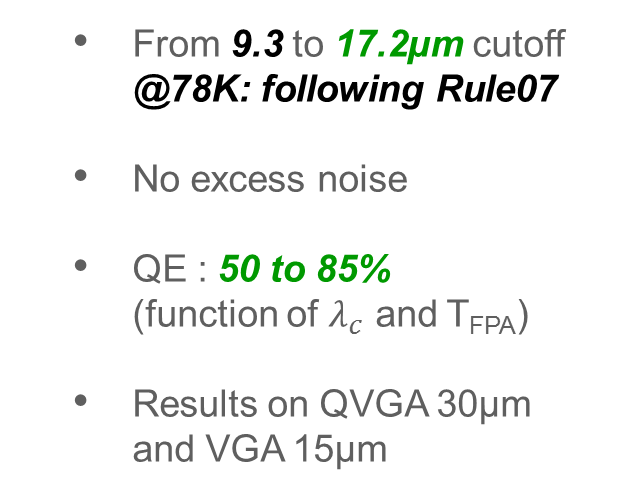 • From 9.3 to 17.2µm cutoff
@78K: following Rule07
• No excess noise
• QE : 50 to 85%
(function of λc and TFPA)
• Results on QVGA 30µm
and VGA 15µm